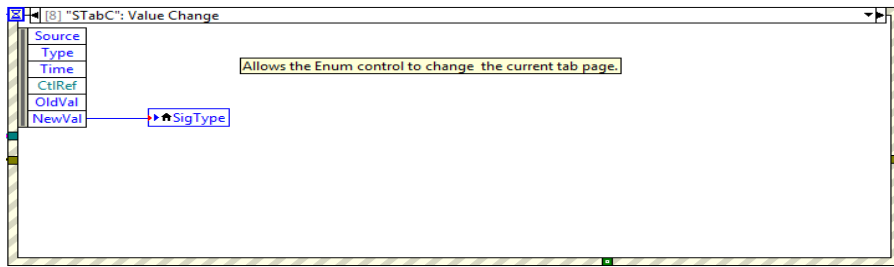 [8] "STabC": Value Change
Source
Type
Time
CtlRef
OldVal
NewVal
Allows the Enum control to change  the current tab page.
SigType